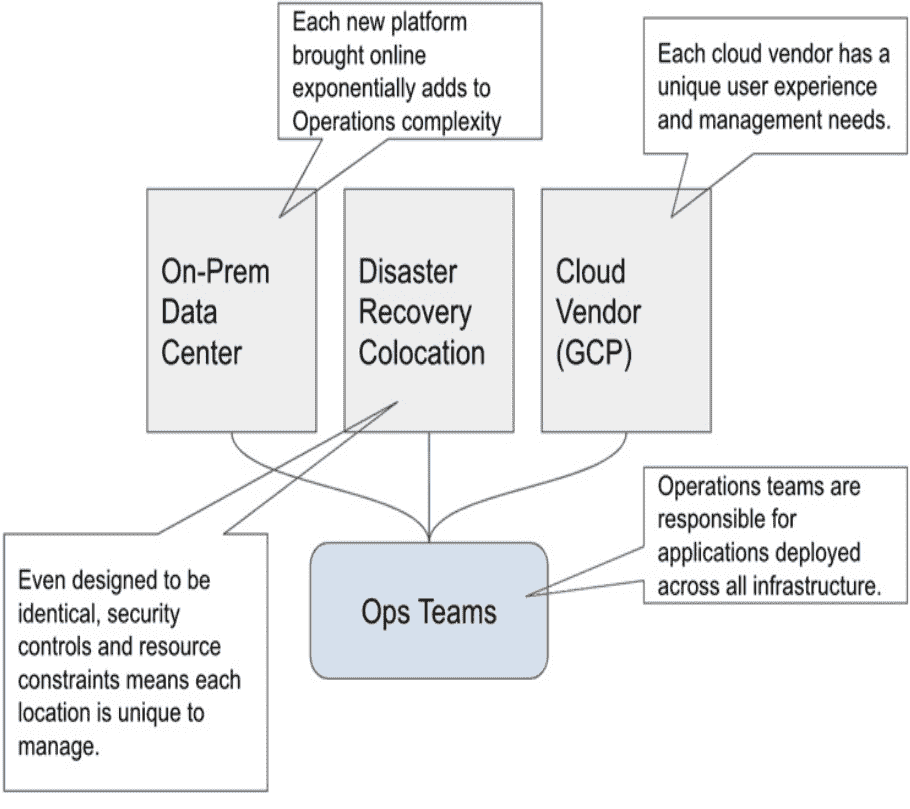 Each new platform
brought online
exponentially adds to
Operations complexity
Each cloud vendor has a
unique user experience
and management needs.
On-Prem
Data
Center
Disaster
Recovery
Colocation
Cloud
Vendor
(GCP)
Operations teams are
responsible for
applications deployed
across all infrastructure.
Even designed to be
identical, security
controls and resource
constraints means each
location is unique to
manage.
Ops Teams